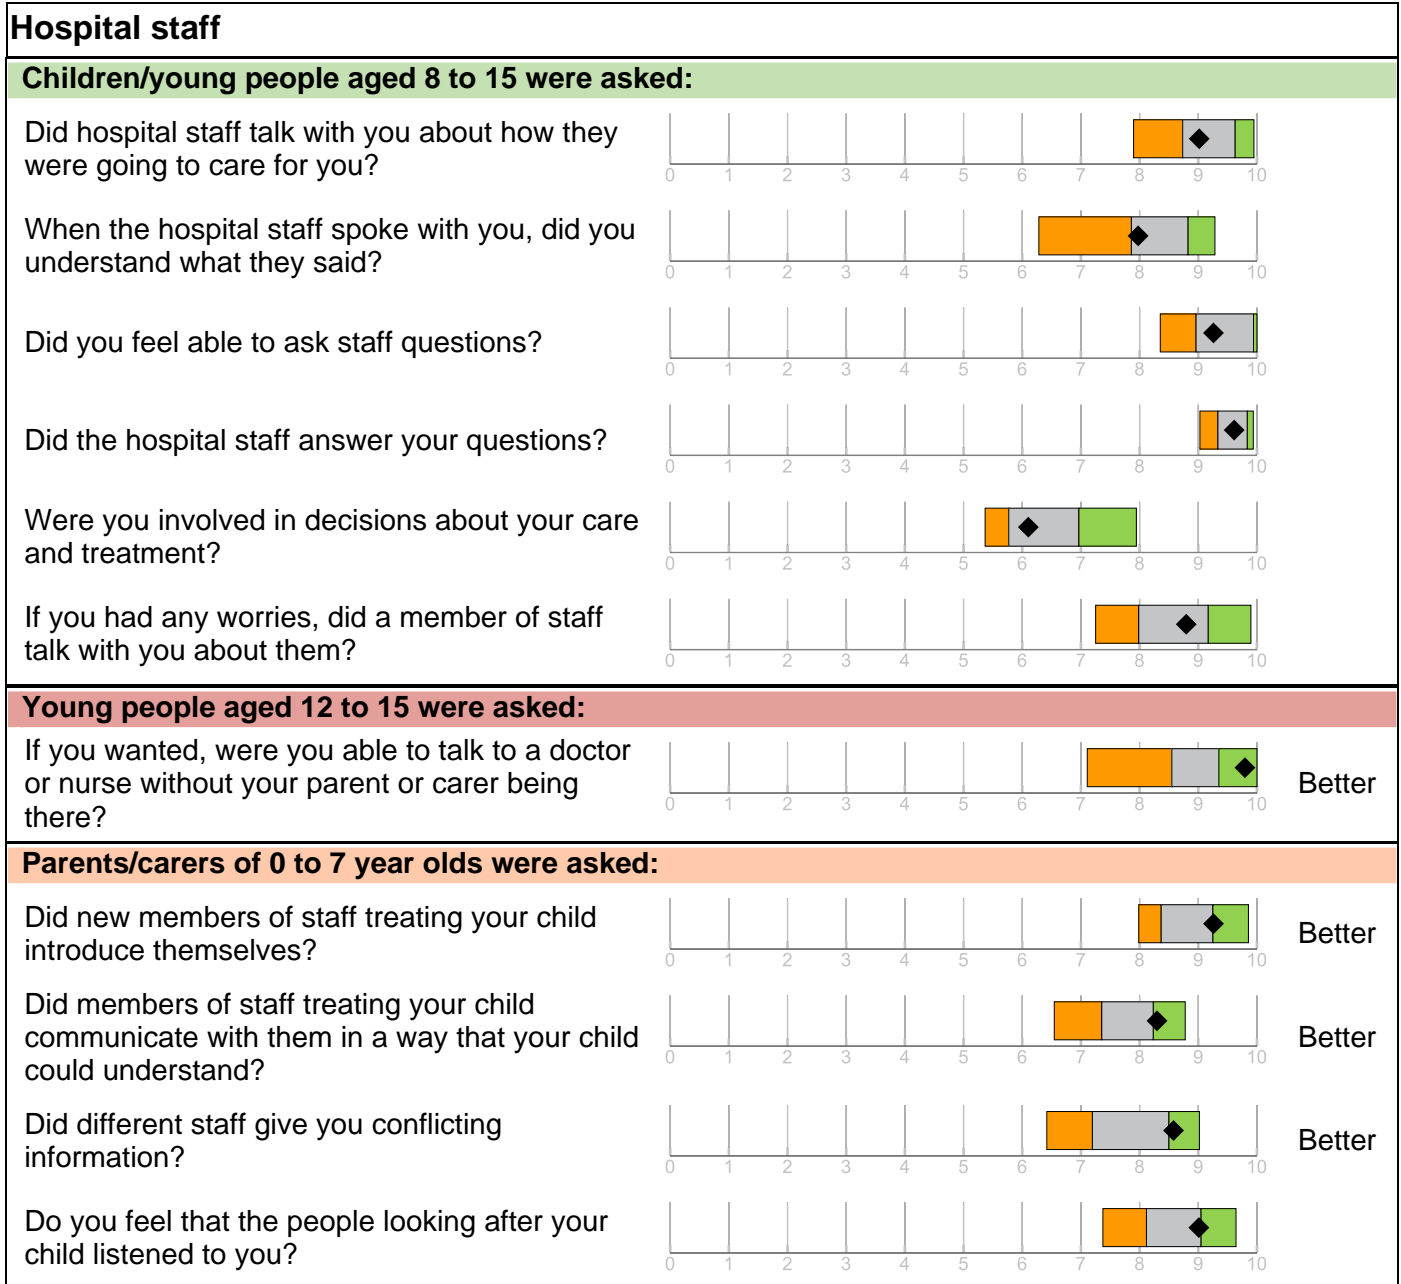 Hospital staff
Children/young people aged 8 to 15 were asked:
Did hospital staff talk with you about how they
were going to care for you?
0 1 2 3 4 5 6 7 8 9 10
When the hospital staff spoke with you, did you
understand what they said?
0 1 2 3 4 5 6 7 8 9 10
Did you feel able to ask staff questions?
0 1 2 3 4 5 6 7 8 9 10
Did the hospital staff answer your questions?
0 1 2 3 4 5 6 7 8 9 10
Were you involved in decisions about your care
and treatment?
0 1 2 3 4 5 6 7 8 9 10
If you had any worries, did a member of staff
talk with you about them?
0 1 2 3 4 5 6 7 8 9 10
Young people aged 12 to 15 were asked:
If you wanted, were you able to talk to a doctor
or nurse without your parent or carer being
there?
0 1 2 3 4 5 6 7 8 9 10
Better
Parents/carers of 0 to 7 year olds were asked:
Did new members of staff treating your child
introduce themselves?
0 1 2 3 4 5 6 7 8 9 10
Better
Did members of staff treating your child
communicate with them in a way that your child
could understand?
0 1 2 3 4 5 6 7 8 9 10
Better
Did different staff give you conflicting
information?
0 1 2 3 4 5 6 7 8 9 10
Better
Do you feel that the people looking after your
child listened to you?
0 1 2 3 4 5 6 7 8 9 10